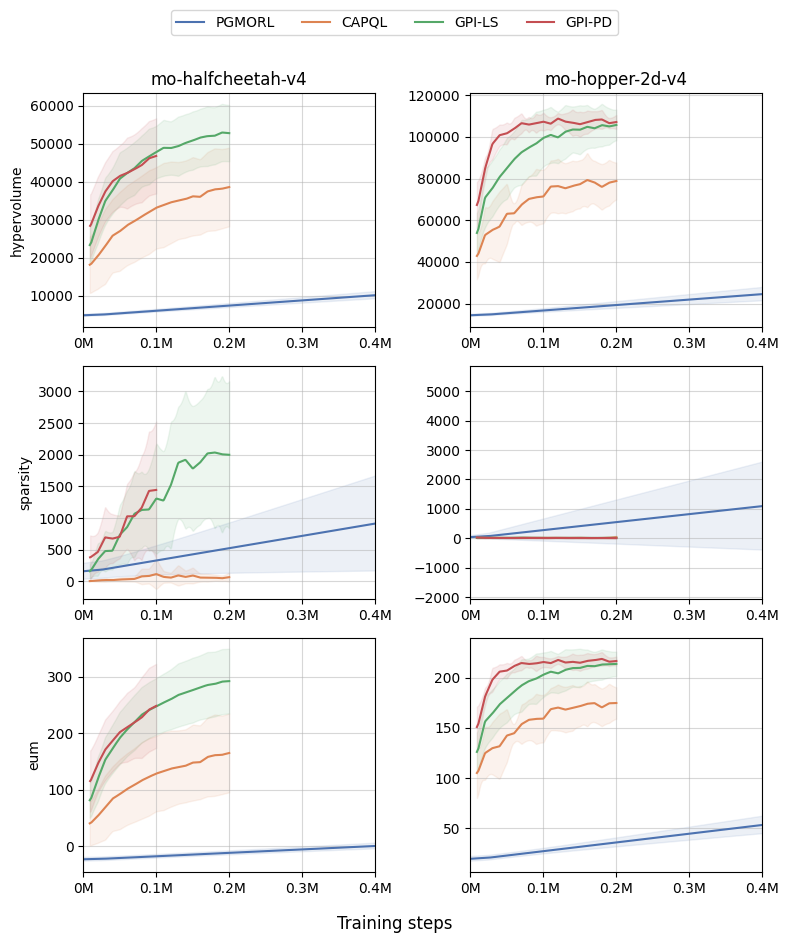 PGMORL CAPQL GPI-LS GPI-PD
mo-halfcheetah-v4
hypervolume
60000
50000
40000
30000
20000
10000
0M 0.1M 0.2M 0.3M 0.4M
mo-hopper-2d-v4
120000
100000
80000
60000
40000
20000
0M 0.1M 0.2M 0.3M 0.4M
sparsity
3000
2500
2000
1500
1000
500
0
0M 0.1M 0.2M 0.3M 0.4M
5000
4000
3000
2000
1000
0
−1000
−2000
0M 0.1M 0.2M 0.3M 0.4M
eum
300
200
100
0
0M 0.1M 0.2M 0.3M 0.4M
200
150
100
50
0M 0.1M 0.2M 0.3M 0.4M
Training steps